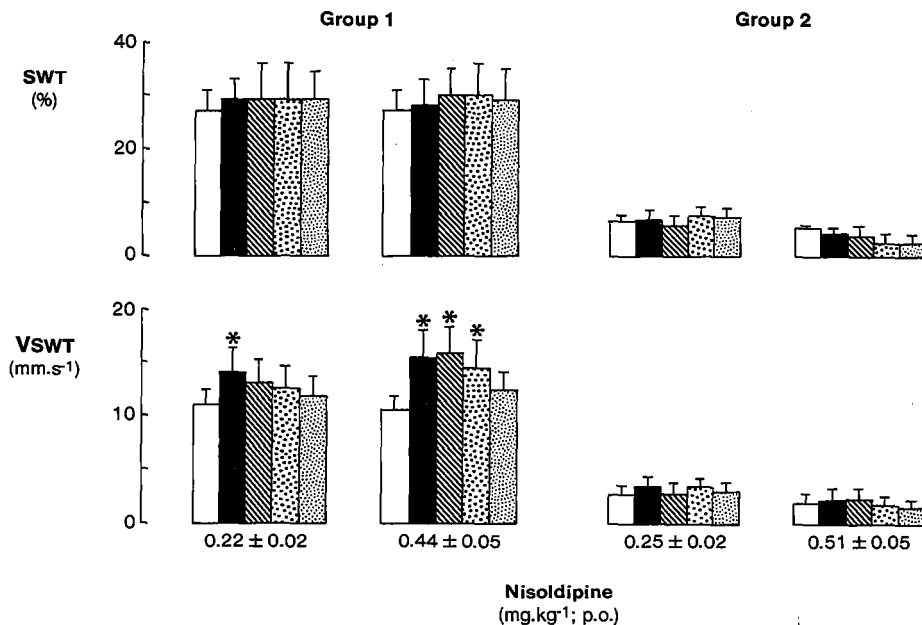 Group 1 Group 2
40
SWT
(%)
20
0
20
VSWT
(mm.s-1)
10
0
* * * *
0.22 ± 0.02 0.44 ± 0.05 0.25 ± 0.02 0.51 ± 0.05
Nisoldipine
(mg.kg-1; p.o.)